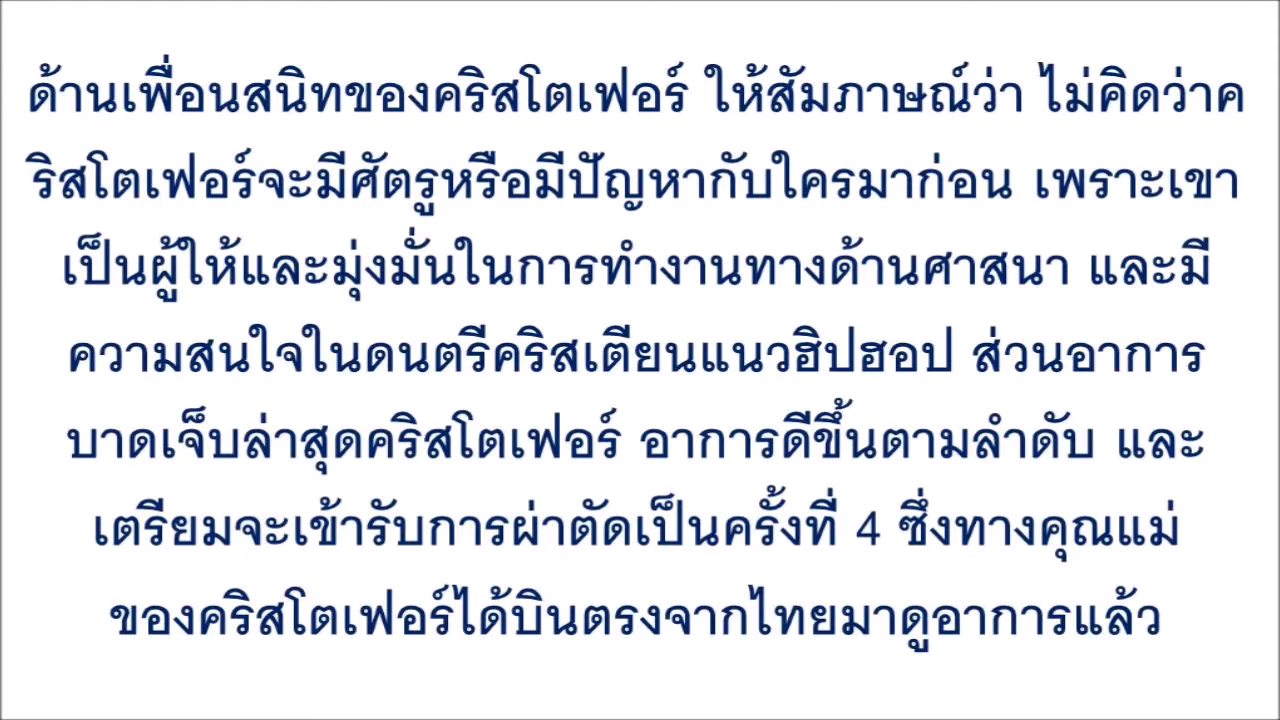 ด้านเพื่อนสนิทของคริสโตเฟอร์ ให้สัมภาษณ์ว่า ไม่คิดว่าค
ริสโตเฟอร์จะมีศัตรูหรือมีปัญหากับใครมาก่อน เพราะเขา
เป็นผู้ให้และมุ่งมั่นในการทำงานทางด้านศาสนา และมี
ความสนใจในดนตรีคริสเตียนแนวฮิปฮอป ส่วนอาการ
บาดเจ็บล่าสุดคริสโตเฟอร์ อาการดีขึ้นตามลำดับ และ
เตรียมจะเข้ารับการผ่าตัดเป็นครั้งที่ 4 ซึ่งทางคุณแม่
ของคริสโตเฟอร์ได้บินตรงจากไทยมาดูอาการแล้ว